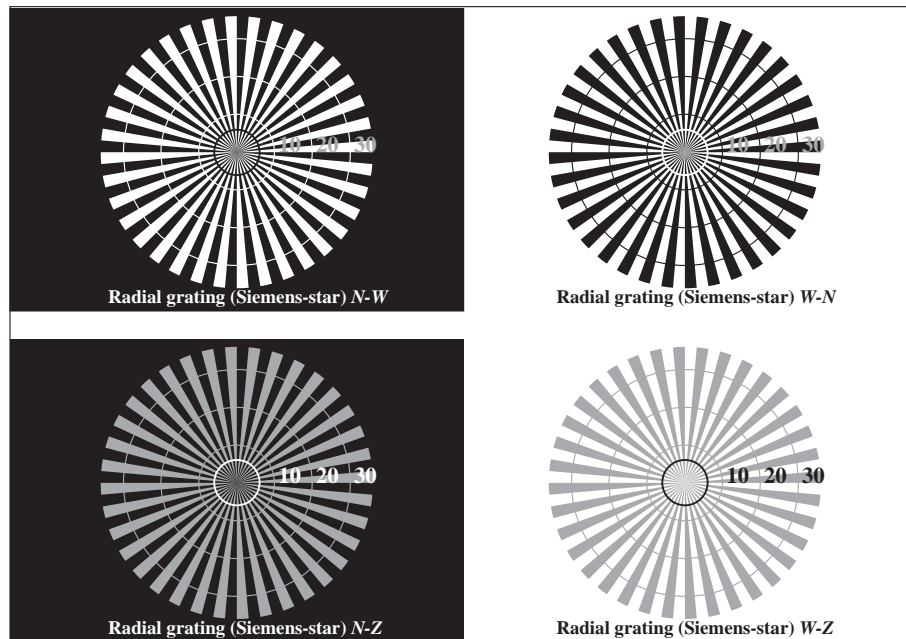 10 20 30
Radial grating (Siemens-star) N-W
10 20 30
Radial grating (Siemens-star) W-N
10 20 30
Radial grating (Siemens-star) N-Z
10 20 30
Radial grating (Siemens-star) W-Z